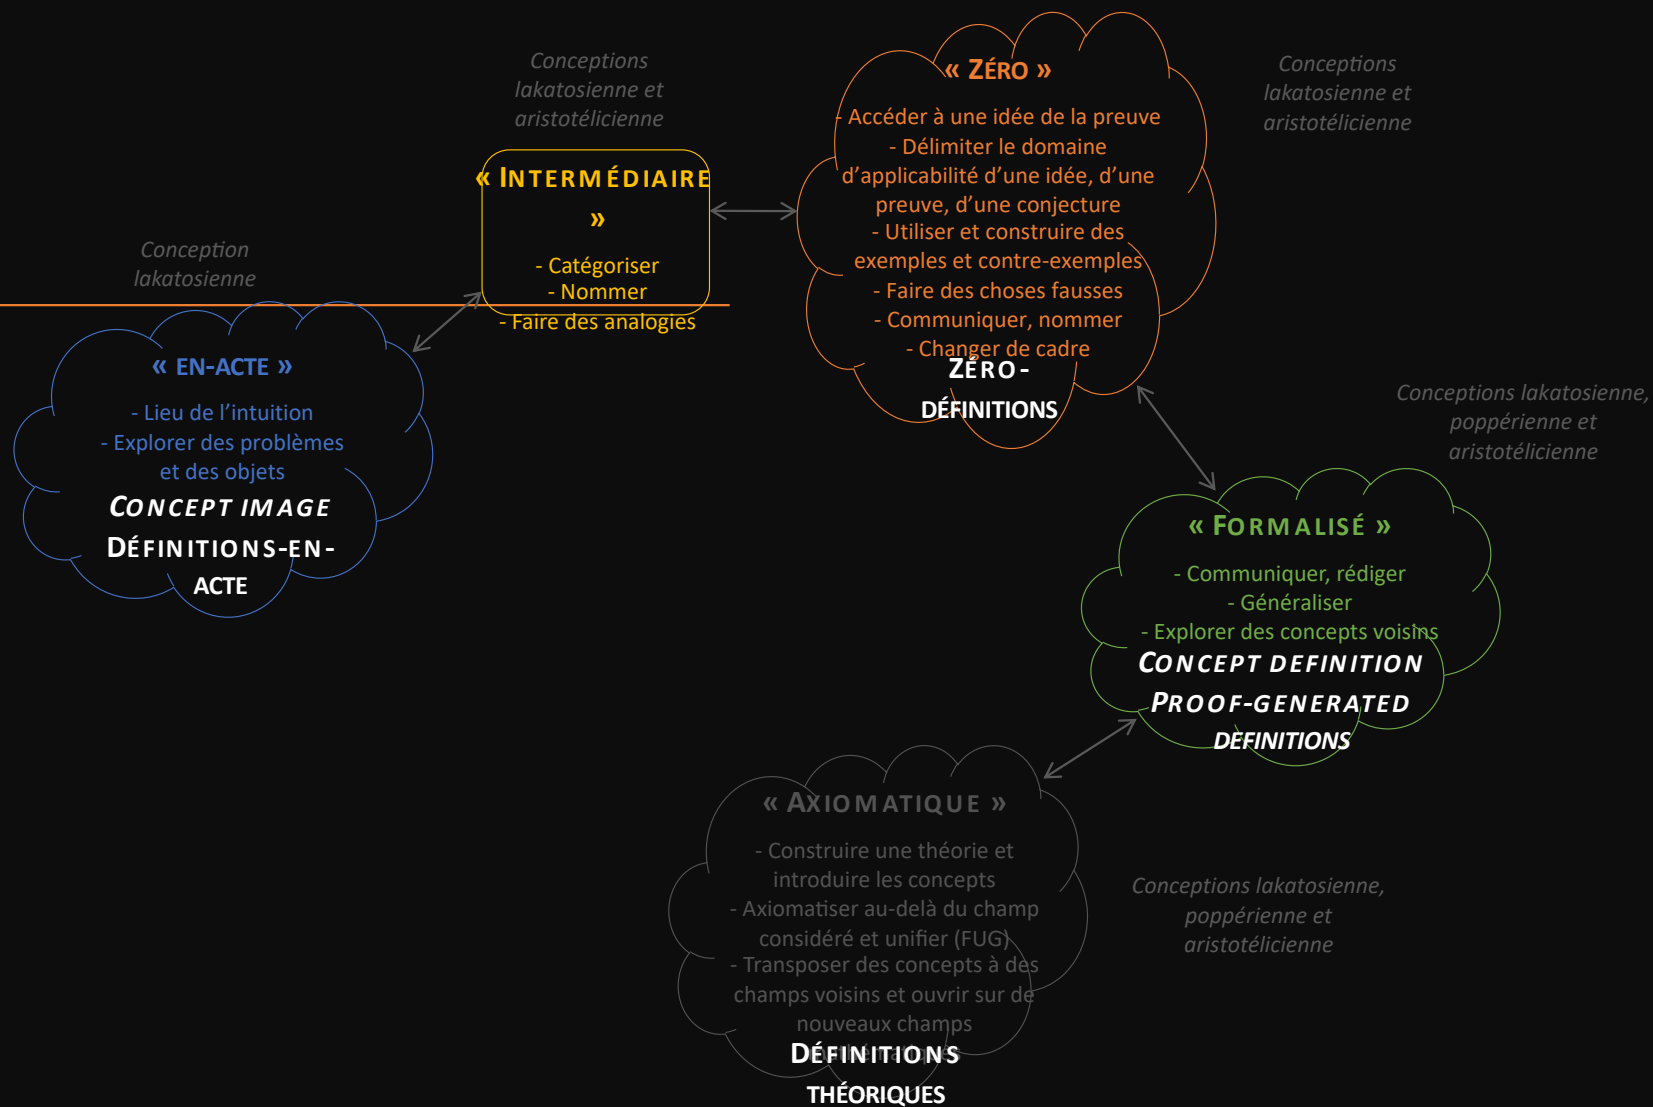 Conception
lakatosienne
« EN-ACTE »
- Lieu de l’intuition
- Explorer des problèmes
et des objets
CONCEPT IMAGE
DÉFINITIONS-EN-
ACTE
Conceptions
lakatosienne et
aristotélicienne
« INTERMÉDIAIRE
»
- Catégoriser
- Nommer
- Faire des analogies
« ZÉRO »
- Accéder à une idée de la preuve
- Délimiter le domaine
d’applicabilité d’une idée, d’une
preuve, d’une conjecture
- Utiliser et construire des
exemples et contre-exemples
- Faire des choses fausses
- Communiquer, nommer
- Changer de cadre
ZÉRO-
DÉFINITIONS
Conceptions
lakatosienne et
aristotélicienne
Conceptions lakatosienne,
poppérienne et
aristotélicienne
« FORMALISÉ »
- Communiquer, rédiger
- Généraliser
- Explorer des concepts voisins
CONCEPT DEFINITION
PROOF-GENERATED
DEFINITIONS
« AXIOMATIQUE »
- Construire une théorie et
introduire les concepts
- Axiomatiser au-delà du champ
considéré et unifier (FUG)
- Transposer des concepts à des
champs voisins et ouvrir sur de
nouveaux champs
mathématiques
DÉFINITIONS
THÉORIQUES
Conceptions lakatosienne,
poppérienne et
aristotélicienne